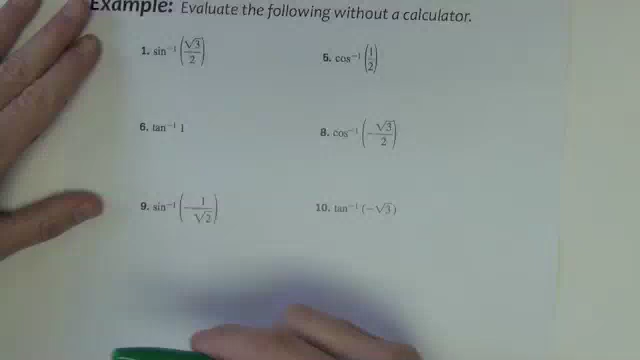 Example: Evaluate the following without a calculator.
1. sin⁻¹ (√3/2)
5. cos⁻¹ (1/2)
6. tan⁻¹ 1
8. cos⁻¹ (−√3/2)
9. sin⁻¹ (−1/√2)
10. tan⁻¹ (−√3)